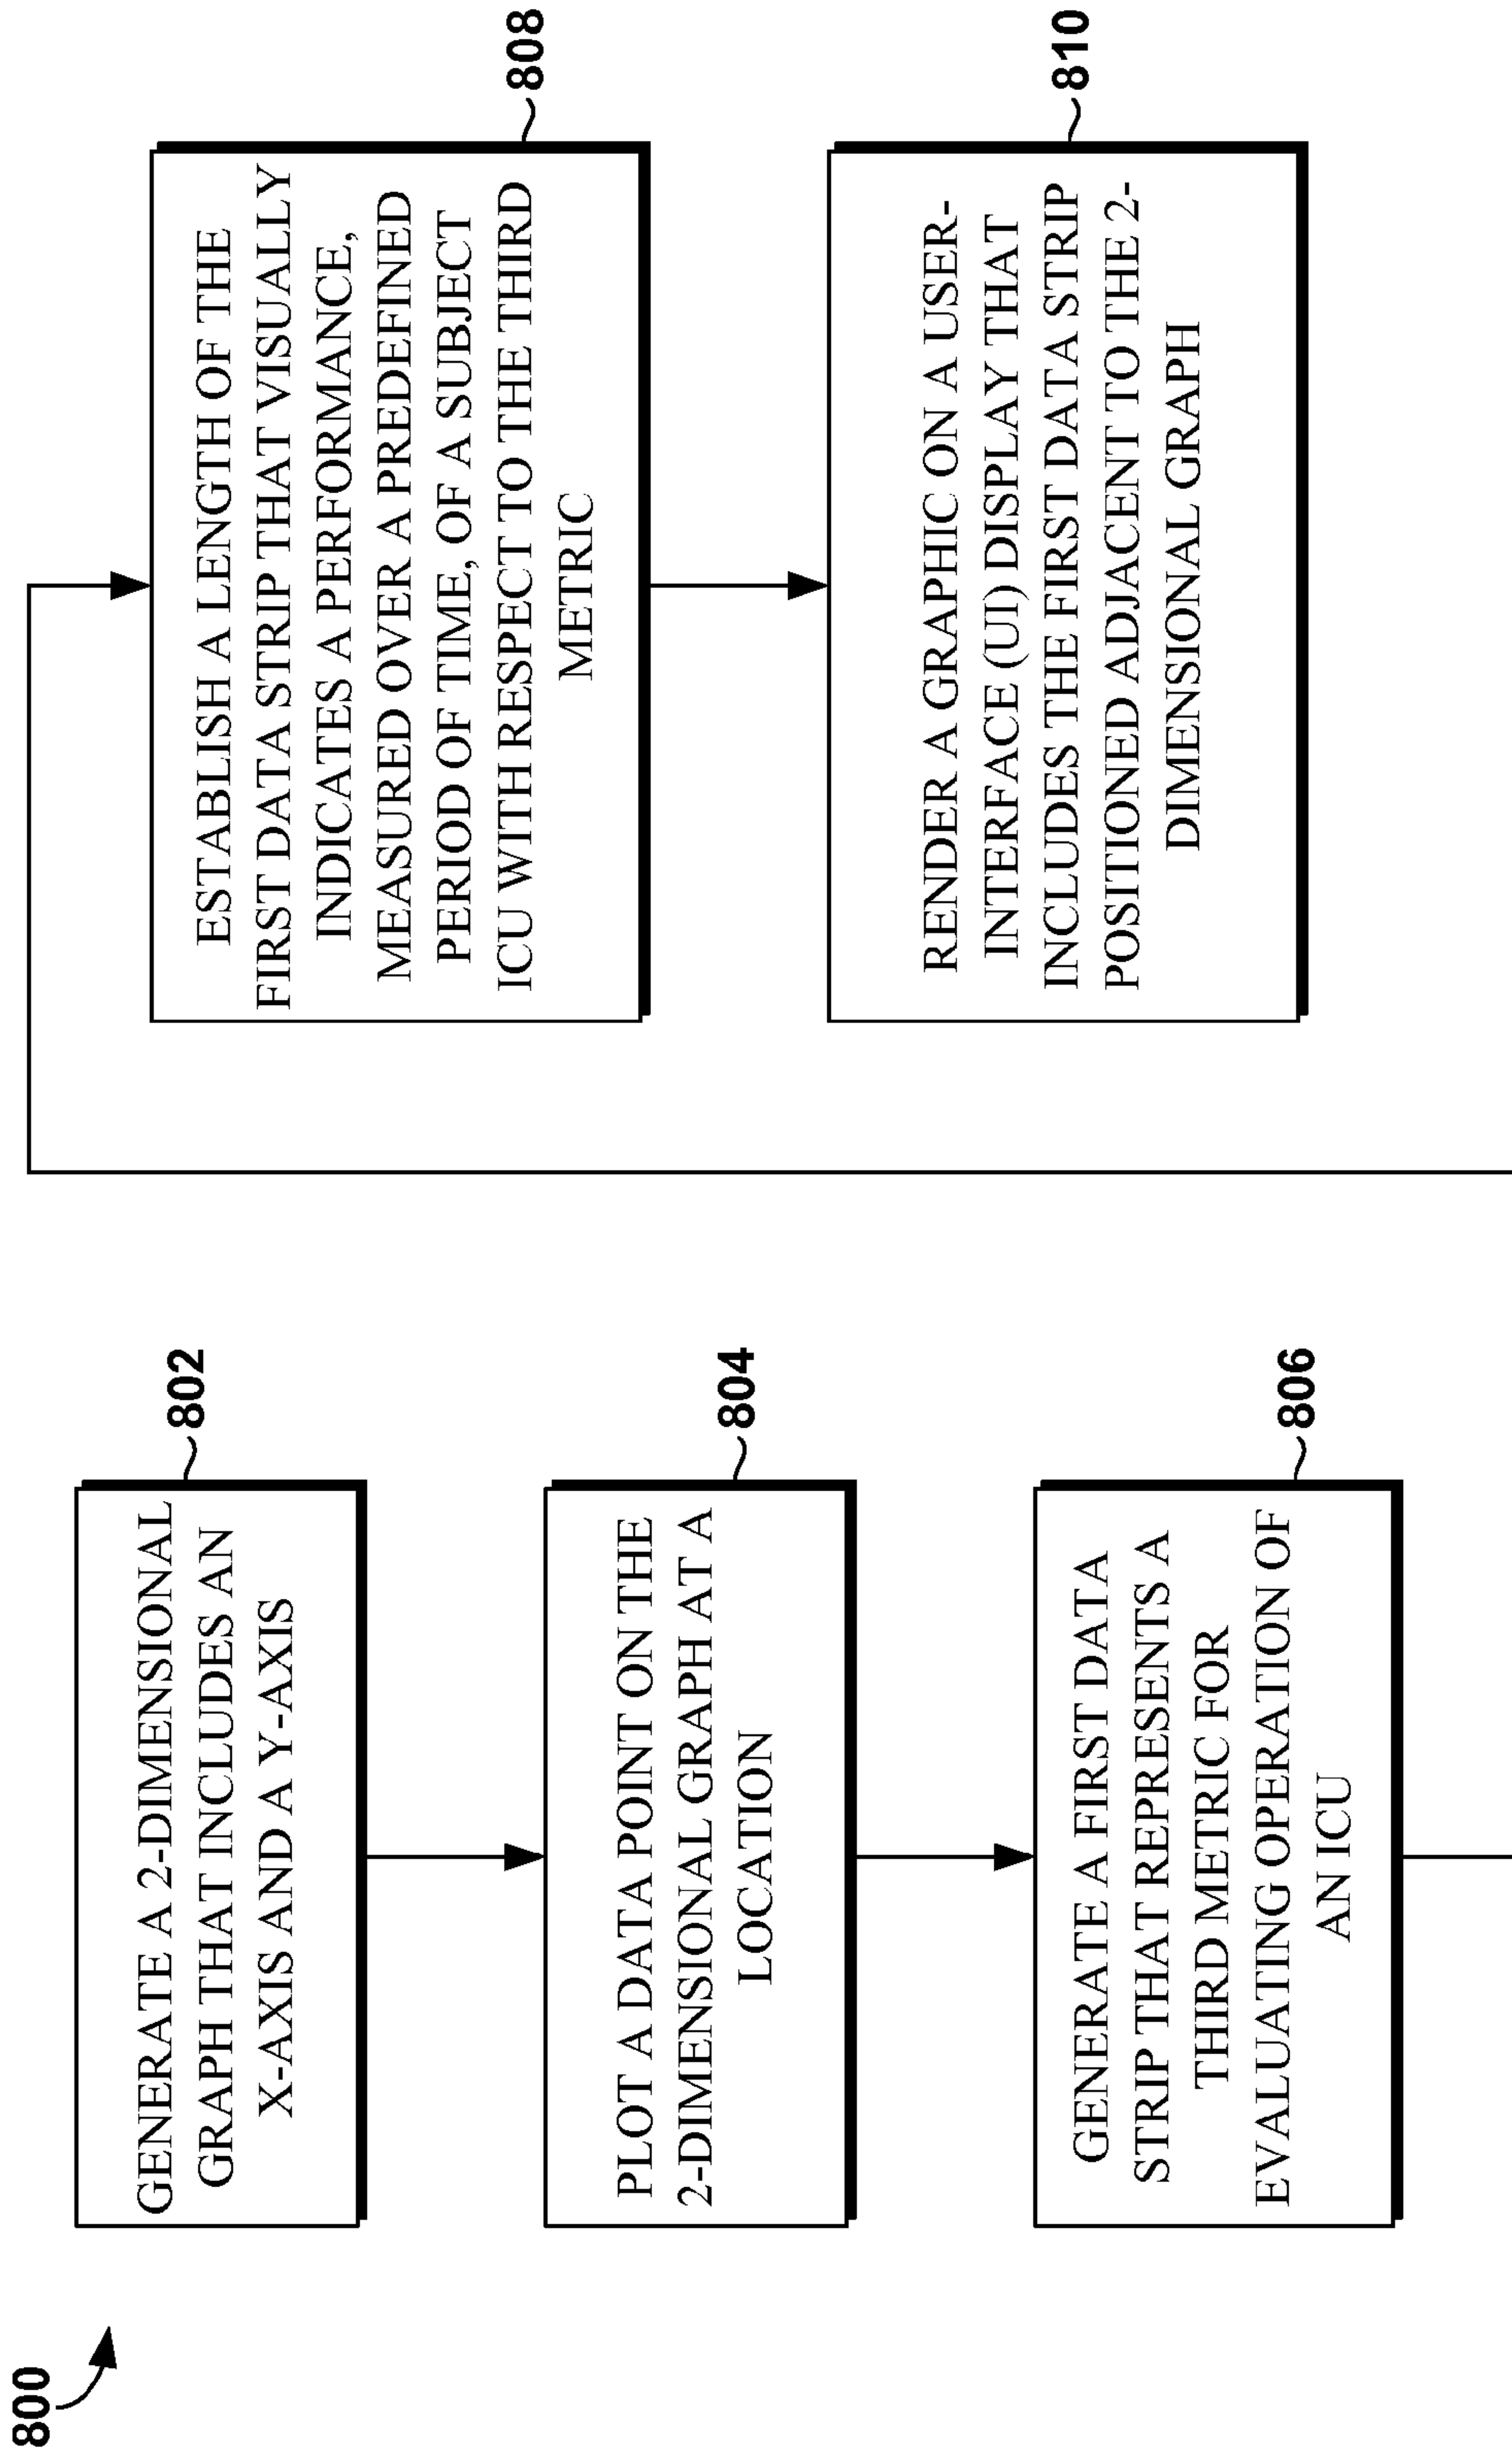 800
GENERATE A 2-DIMENSIONAL
GRAPH THAT INCLUDES AN
X-AXIS AND A Y-AXIS
802
PLOT A DATA POINT ON THE
2-DIMENSIONAL GRAPH AT A
LOCATION
804
GENERATE A FIRST DATA
STRIP THAT REPRESENTS A
THIRD METRIC FOR
EVALUATING OPERATION OF
AN ICU
806
ESTABLISH A LENGTH OF THE
FIRST DATA STRIP THAT VISUALLY
INDICATES A PERFORMANCE,
MEASURED OVER A PREDEFINED
PERIOD OF TIME, OF A SUBJECT
ICU WITH RESPECT TO THE THIRD
METRIC
808
RENDER A GRAPHIC ON A USER-
INTERFACE (UI) DISPLAY THAT
INCLUDES THE FIRST DATA STRIP
POSITIONED ADJACENT TO THE 2-
DIMENSIONAL GRAPH
810